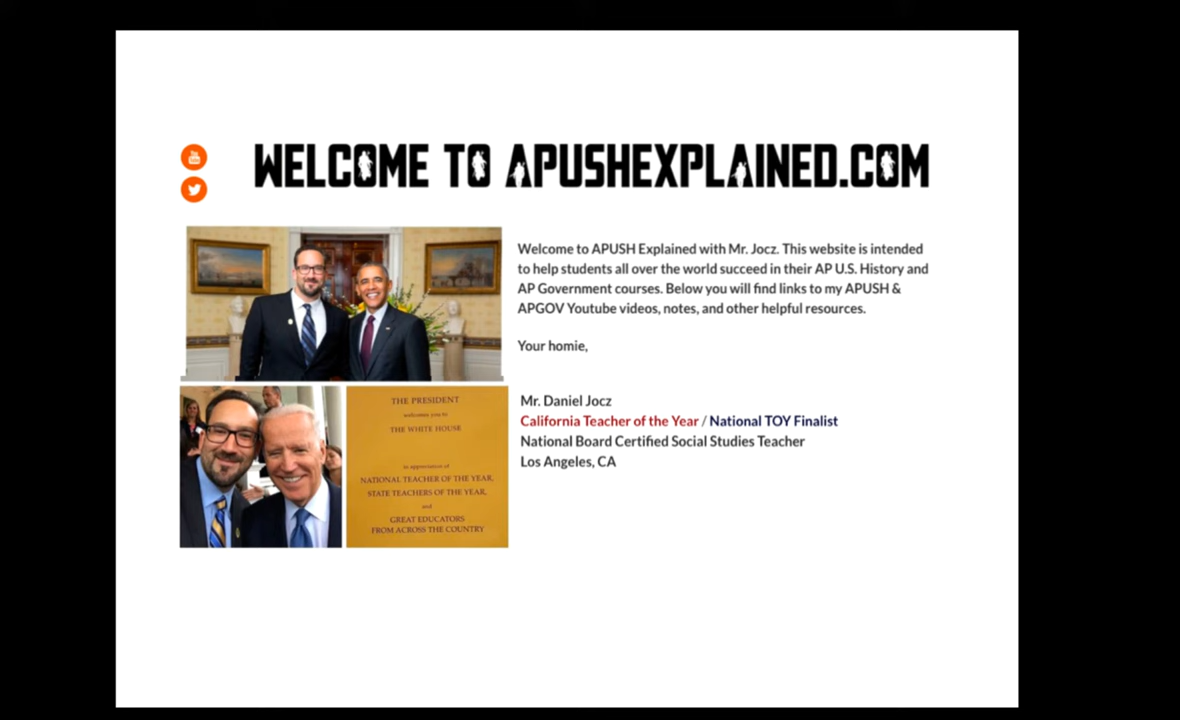 WELCOME TO APUSHEXPLAINED.COM
Welcome to APUSH Explained with Mr. Jocz. This website is intended
to help students all over the world succeed in their AP U.S. History and
AP Government courses. Below you will find links to my APUSH &
APGOV Youtube videos, notes, and other helpful resources.
Your homie,
Mr. Daniel Jocz
California Teacher of the Year / National TOY Finalist
National Board Certified Social Studies Teacher
Los Angeles, CA
THE PRESIDENT
welcomes you to
THE WHITE HOUSE
in appreciation of
NATIONAL TEACHER OF THE YEAR,
STATE TEACHERS OF THE YEAR,
and
GREAT EDUCATORS
FROM ACROSS THE COUNTRY